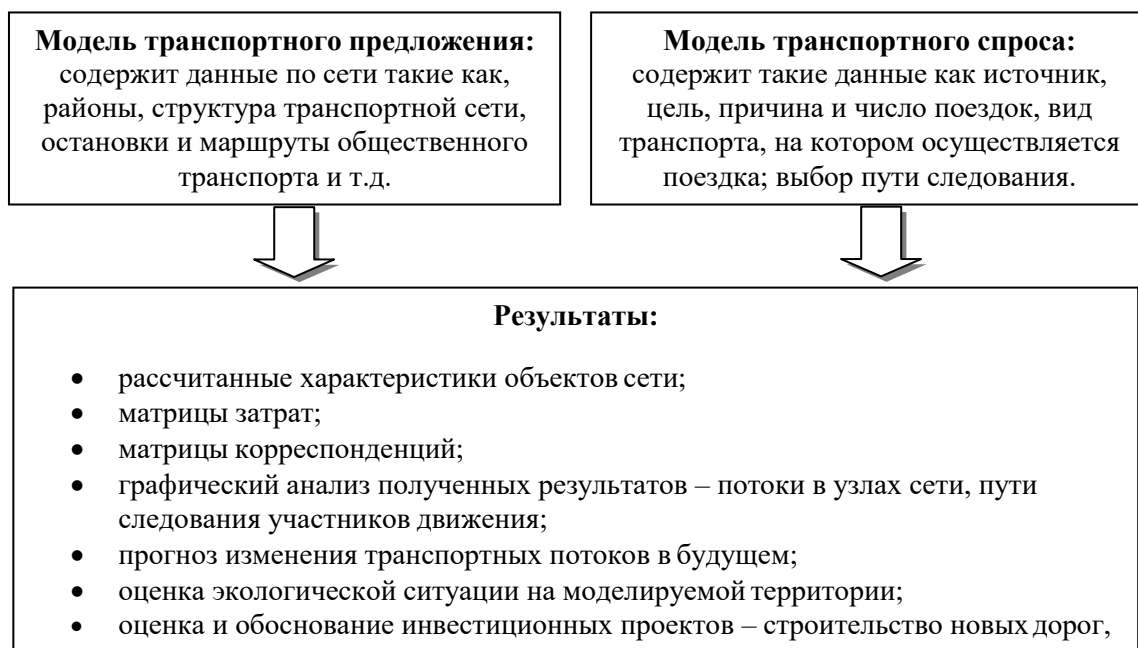 Модель транспортного предложения:
содержит данные по сети такие как,
районы, структура транспортной сети,
остановки и маршруты общественного
транспорта и т.д.
Модель транспортного спроса:
содержит такие данные как источник,
цель, причина и число поездок, вид
транспорта, на котором осуществляется
поездка; выбор пути следования.
Результаты:
• рассчитанные характеристики объектов сети;
• матрицы затрат;
• матрицы корреспонденций;
• графический анализ полученных результатов – потоки в узлах сети, пути
следования участников движения;
• прогноз изменения транспортных потоков в будущем;
• оценка экологической ситуации на моделируемой территории;
• оценка и обоснование инвестиционных проектов – строительство новых дорог,